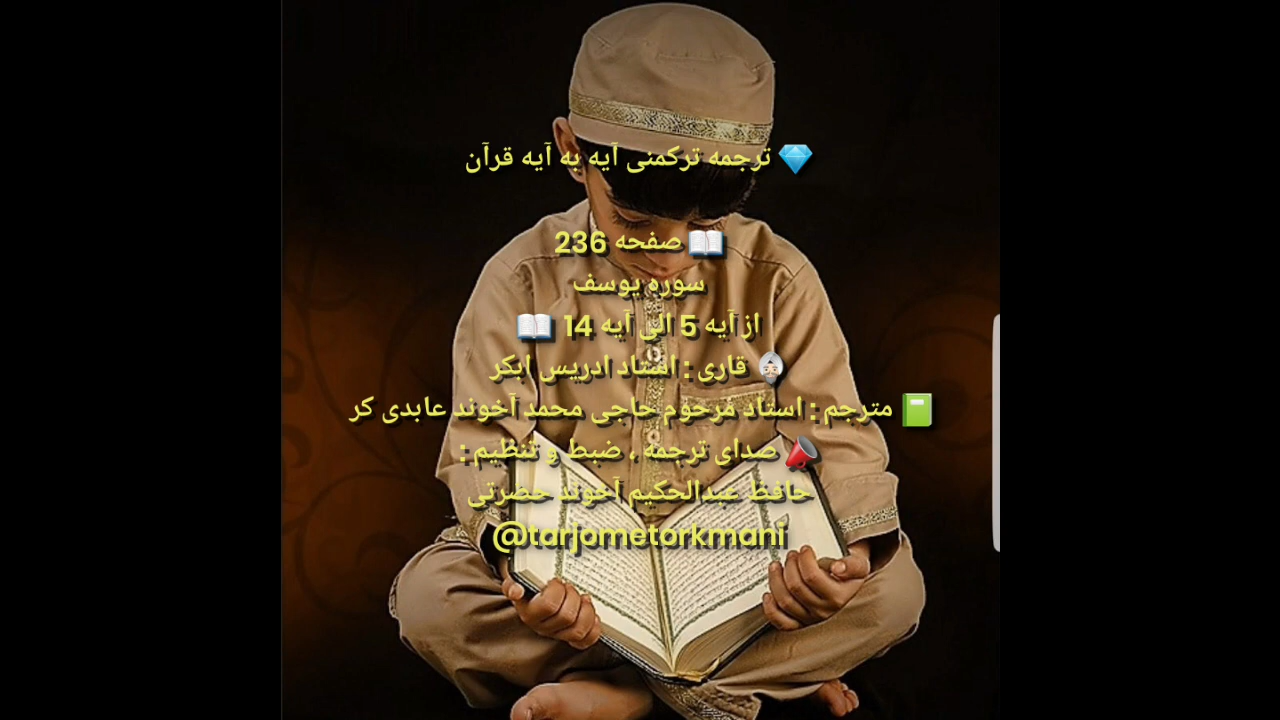 💎 ترجمه ترکمنی آیه به آیه قرآن
📖 صفحه 236
سوره یوسف
از آیه 5 الی آیه 14 📖
👳🏻‍♂️ قاری : استاد ادریس ابکر
📗 مترجم : استاد مرحوم حاجی محمد آخوند عابدی کر
📣 صدای ترجمه ، ضبط و تنظیم :
حافظ عبدالحکیم آخوند حضرتی
@tarjometorkmani